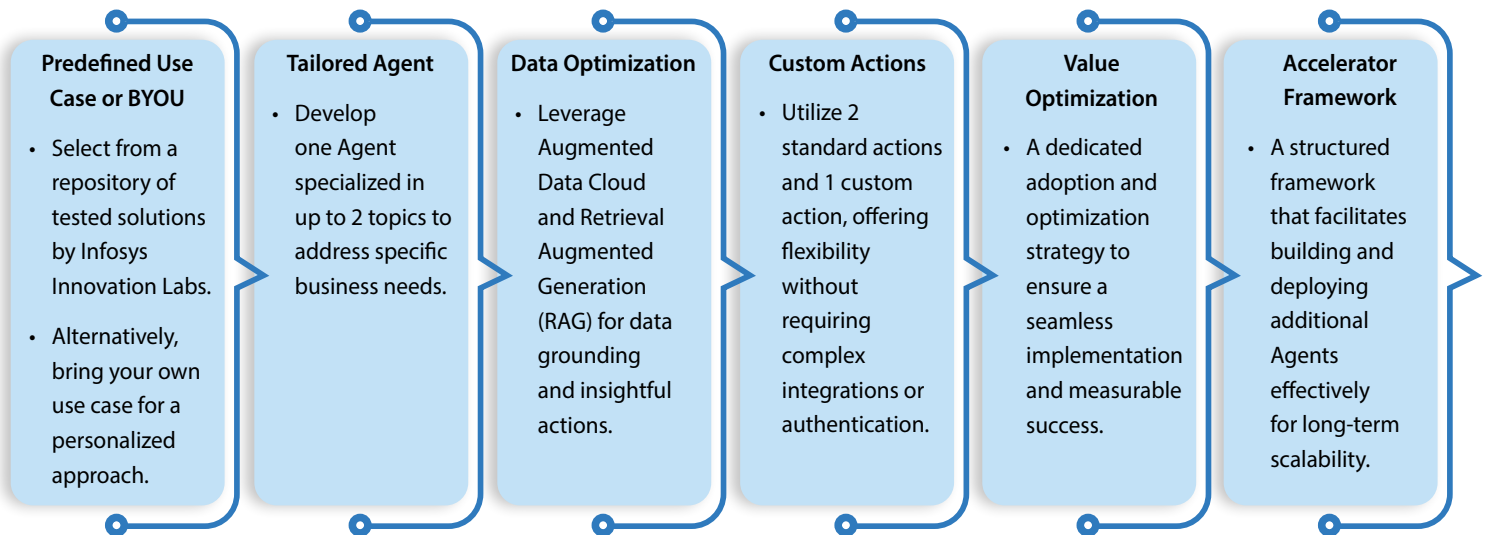 Predefined Use
Case or BYOU
• Select from a
repository of
tested solutions
by Infosys
Innovation Labs.
• Alternatively,
bring your own
use case for a
personalized
approach.
Tailored Agent
• Develop
one Agent
specialized in
up to 2 topics to
address specific
business needs.
Data Optimization
• Leverage
Augmented
Data Cloud
and Retrieval
Augmented
Generation
(RAG) for data
grounding
and insightful
actions.
Custom Actions
• Utilize 2
standard actions
and 1 custom
action, offering
flexibility
without
requiring
complex
integrations or
authentication.
Value
Optimization
• A dedicated
adoption and
optimization
strategy to
ensure a
seamless
implementation
and measurable
success.
Accelerator
Framework
• A structured
framework
that facilitates
building and
deploying
additional
Agents
effectively
for long-term
scalability.